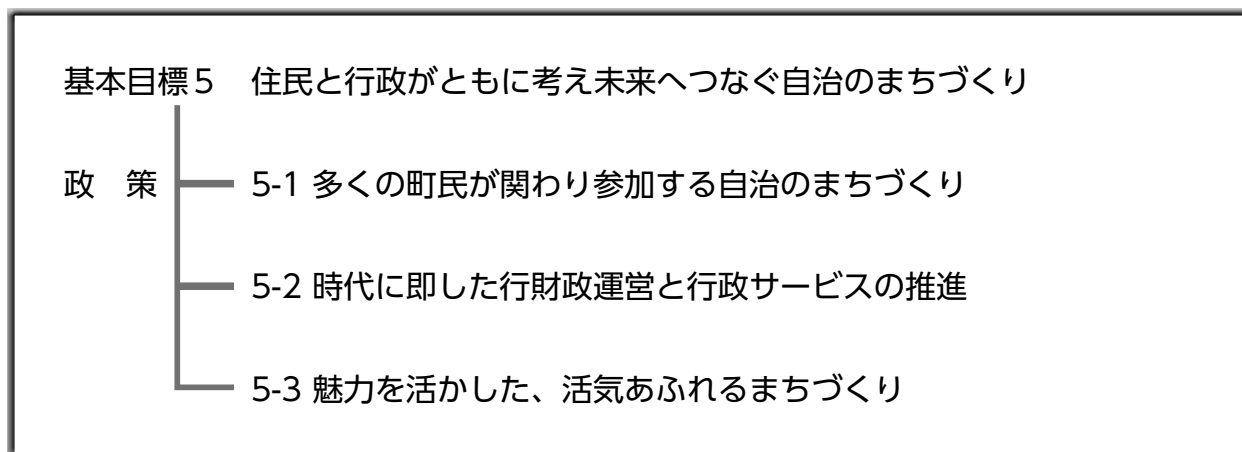 基本目標５　住民と行政がともに考え未来へつなぐ自治のまちづくり
政　策　5-1 多くの町民が関わり参加する自治のまちづくり
5-2 時代に即した行財政運営と行政サービスの推進
5-3 魅力を活かした、活気あふれるまちづくり